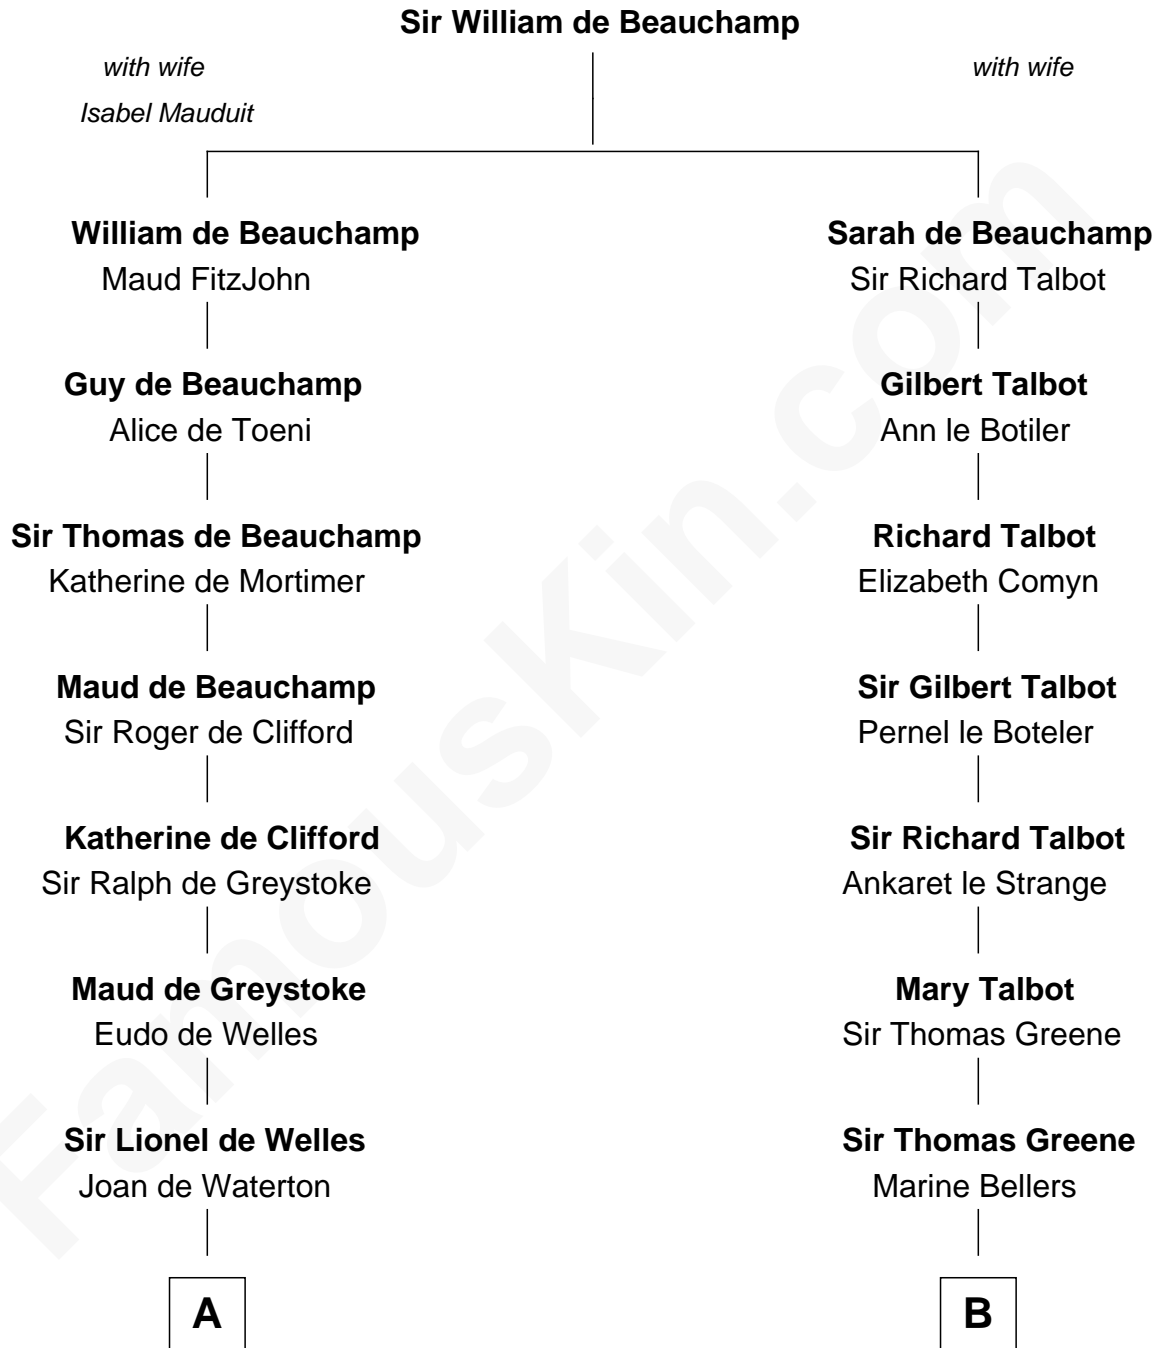 Sir William de Beauchamp
with wife
Isabel Mauduit
with wife
William de Beauchamp
Maud FitzJohn
Sarah de Beauchamp
Sir Richard Talbot
Guy de Beauchamp
Alice de Toeni
Gilbert Talbot
Ann le Botiler
Sir Thomas de Beauchamp
Katherine de Mortimer
Richard Talbot
Elizabeth Comyn
Maud de Beauchamp
Sir Roger de Clifford
Sir Gilbert Talbot
Pernel le Boteler
Katherine de Clifford
Sir Ralph de Greystoke
Sir Richard Talbot
Ankaret le Strange
Maud de Greystoke
Eudo de Welles
Mary Talbot
Sir Thomas Greene
Sir Lionel de Welles
Joan de Waterton
Sir Thomas Greene
Marine Bellers
A
B
FamousKin.com